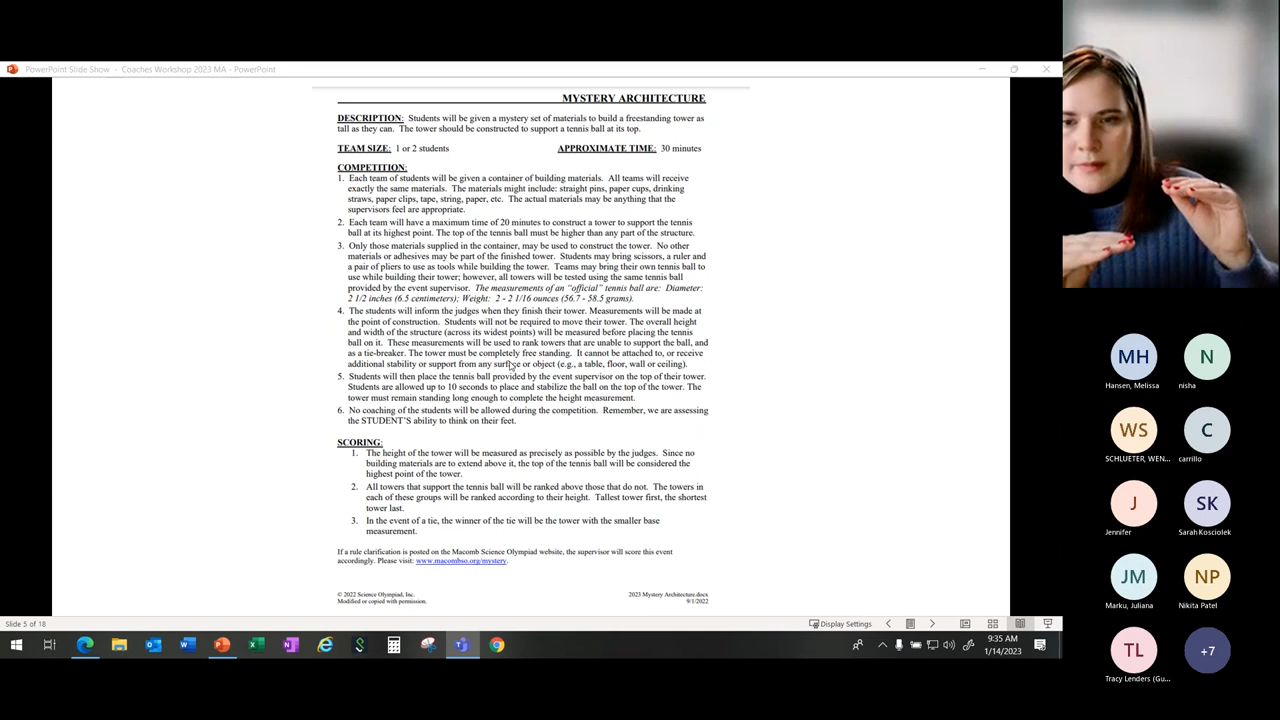 PowerPoint Slide Show - Coaches Workshop 2023 MA - PowerPoint
MYSTERY ARCHITECTURE
DESCRIPTION: Students will be given a mystery set of materials to build a freestanding tower as
tall as they can. The tower should be constructed to support a tennis ball at its top.
TEAM SIZE: 1 or 2 students APPROXIMATE TIME: 30 minutes
COMPETITION:
1. Each team of students will be given a container of building materials. All teams will receive
exactly the same materials. The materials might include: straight pins, paper cups, drinking
straws, paper clips, tape, string, paper, etc. The actual materials may be anything that the
supervisors feel are appropriate.
2. Each team will have a maximum time of 20 minutes to construct a tower to support the tennis
ball at its highest point. The top of the tennis ball must be higher than any part of the structure.
3. Only those materials supplied in the container, may be used to construct the tower. No other
materials or adhesives may be part of the finished tower. Students may bring scissors, a ruler and
a pair of pliers to use as tools while building the tower. Teams may bring their own tennis ball to
use while building their tower; however, all towers will be tested using the same tennis ball
provided by the event supervisor. The measurements of an “official” tennis ball are: Diameter:
2 1/2 inches (6.5 centimeters); Weight: 2 - 2 1/16 ounces (56.7 - 58.5 grams).
4. The students will inform the judges when they finish their tower. Measurements will be made at
the point of construction. Students will not be required to move their tower. The overall height
and width of the structure (across its widest points) will be measured before placing the tennis
ball on it. These measurements will be used to rank towers that are unable to support the ball, and
as a tie-breaker. The tower must be completely free standing. It cannot be attached to, or receive
additional stability or support from any surface or object (e.g., a table, floor, wall or ceiling).
5. Students will then place the tennis ball provided by the event supervisor on the top of their tower.
Students are allowed up to 10 seconds to place and stabilize the ball on the top of the tower. The
tower must remain standing long enough to complete the height measurement.
6. No coaching of the students will be allowed during the competition. Remember, we are assessing
the STUDENT’S ability to think on their feet.
SCORING:
1. The height of the tower will be measured as precisely as possible by the judges. Since no
building materials are to extend above it, the top of the tennis ball will be considered the
highest point of the tower.
2. All towers that support the tennis ball will be ranked above those that do not. The towers in
each of these groups will be ranked according to their height. Tallest tower first, the shortest
tower last.
3. In the event of a tie, the winner of the tie will be the tower with the smaller base
measurement.
If a rule clarification is posted on the Macomb Science Olympiad website, the supervisor will score this event
accordingly. Please visit: www.macombso.org/mystery.
© 2022 Science Olympiad, Inc. 2023 Mystery Architecture.docx
Modified or copied with permission. 9/1/2022
Slide 5 of 18
Display Settings
9:35 AM
1/14/2023
MH N
Hansen, Melissa nisha
WS C
SCHLUETER, WEN... carrillo
J SK
Jennifer Sarah Kosciolek
JM NP
Marku, Juliana Nikita Patel
TL +7
Tracy Lenders (Gu...